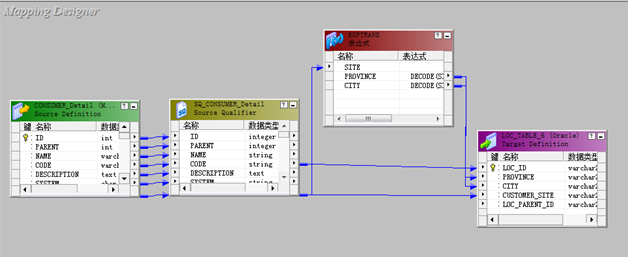 Mapping Designer
EXPTRANS
表达式
名称 表达式
SITE
PROVINCE DECODE(SI
CITY DECODE(SI
CONSUMER_Detail (M...
Source Definition
键 名称 数据
ID int
PARENT int
NAME varch
CODE varch
DESCRIPTION text
SYSTEM
SQ_CONSUMER_Detail
Source Qualifier
名称 数据类型
ID integer
PARENT integer
NAME string
CODE string
DESCRIPTION text
SYSTEM string
LOC_TABLE_6 (Oracle)
Target Definition
键 名称 数据类型
LOC_ID varchar2
PROVINCE varchar2
CITY varchar2
CUSTOMER_SITE varchar2
LOC_PARENT_ID varchar2